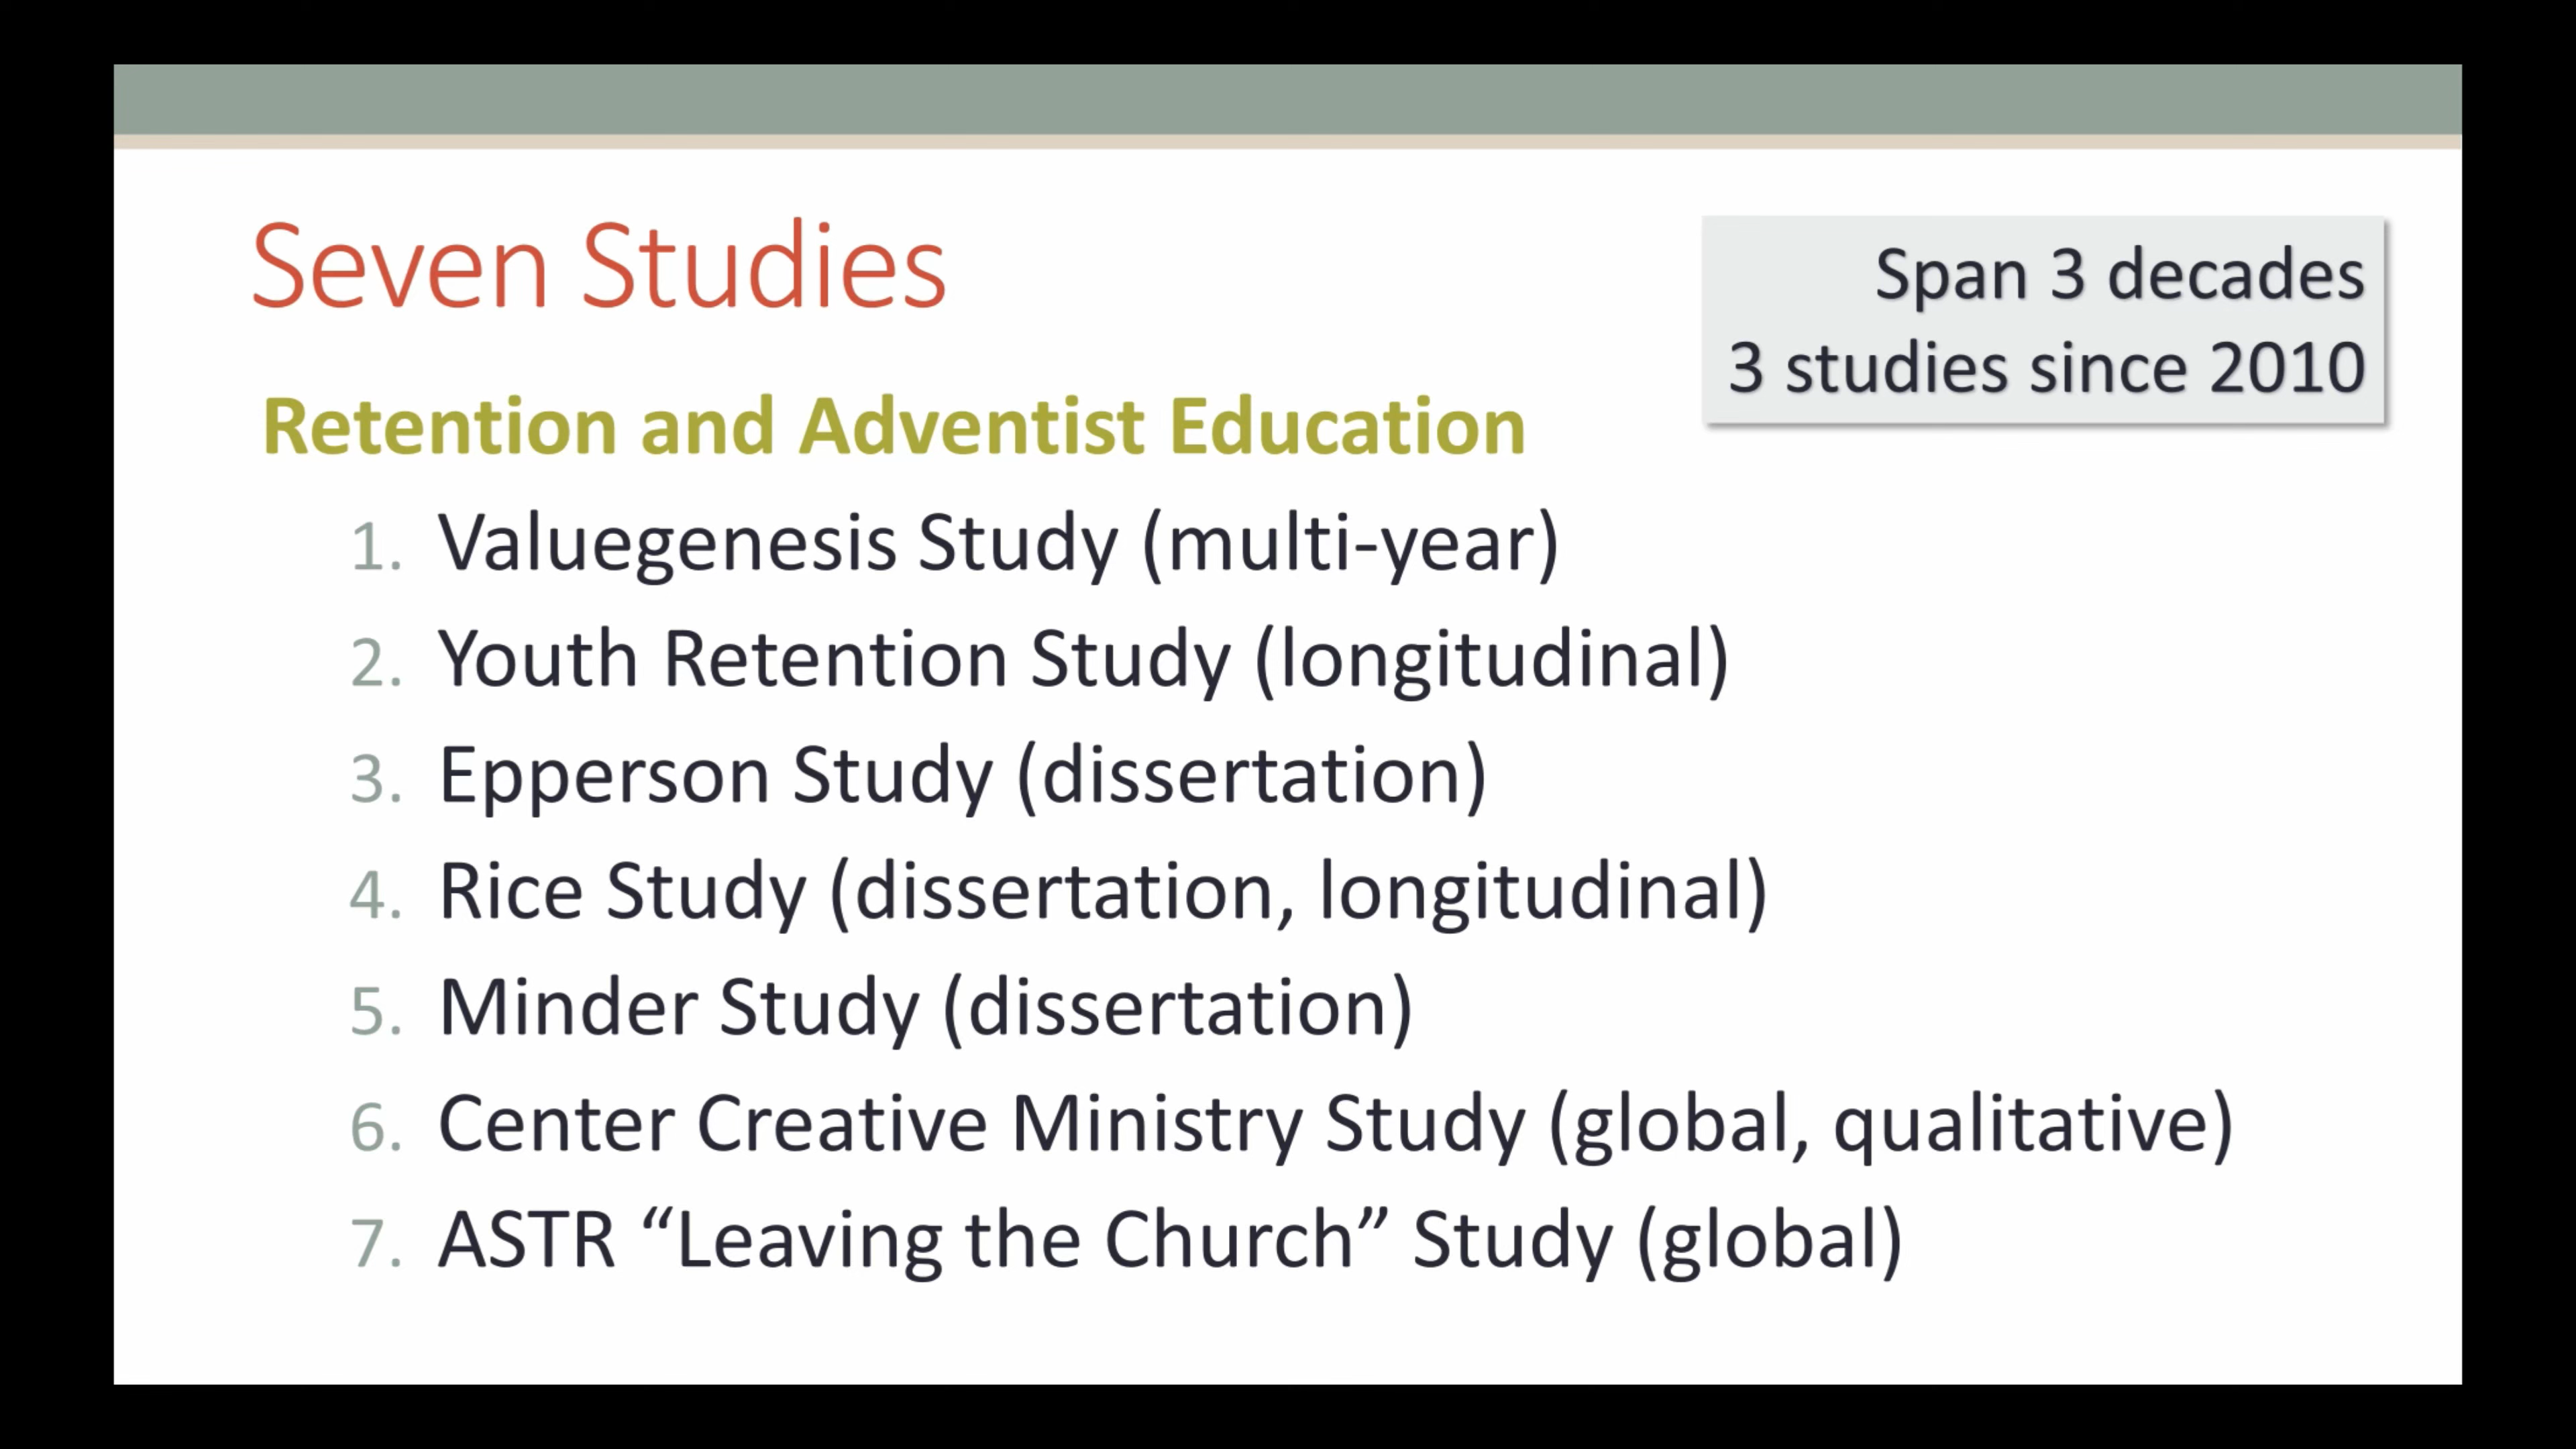 Seven Studies
Span 3 decades
3 studies since 2010
Retention and Adventist Education
1. Valuegenesis Study (multi-year)
2. Youth Retention Study (longitudinal)
3. Epperson Study (dissertation)
4. Rice Study (dissertation, longitudinal)
5. Minder Study (dissertation)
6. Center Creative Ministry Study (global, qualitative)
7. ASTR “Leaving the Church” Study (global)